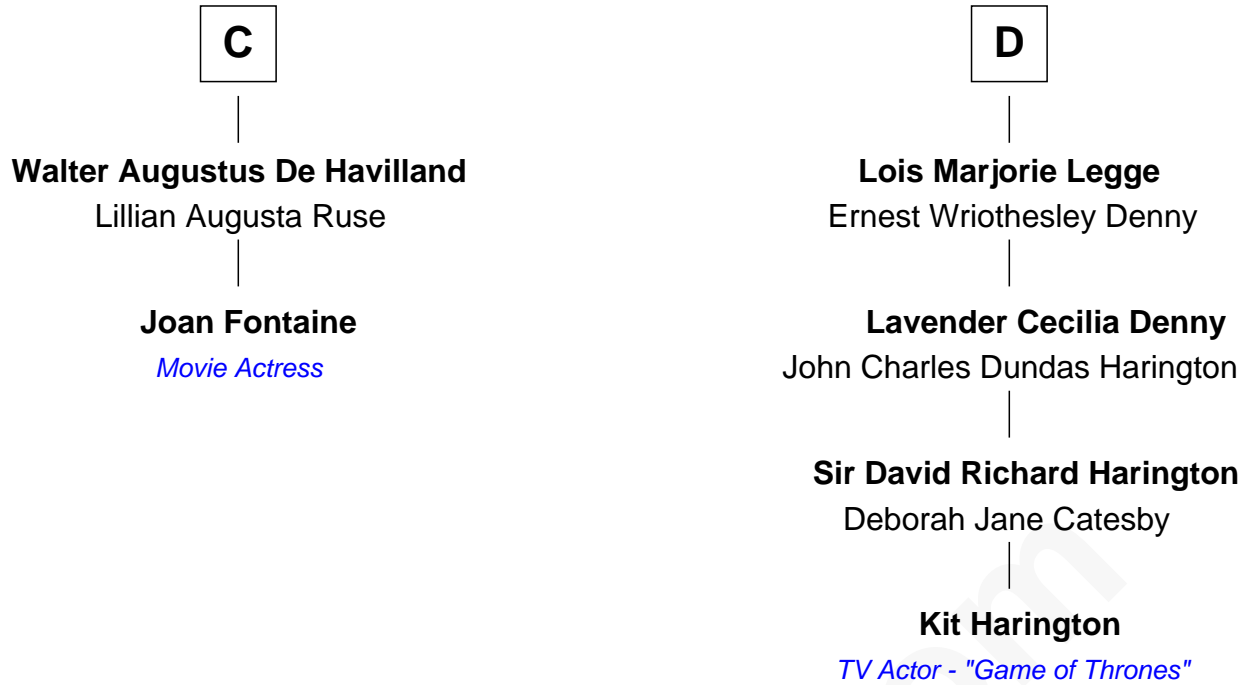 C
Walter Augustus De Havilland
Lillian Augusta Ruse
Joan Fontaine
Movie Actress
D
Lois Marjorie Legge
Ernest Wriothesley Denny
Lavender Cecilia Denny
John Charles Dundas Harington
Sir David Richard Harington
Deborah Jane Catesby
Kit Harington
TV Actor - "Game of Thrones"